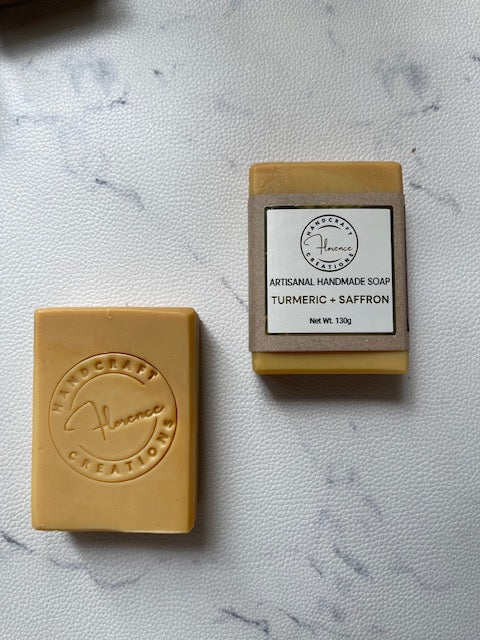 HANDCRAFT
Florence
CREATIONS
ARTISANAL HANDMADE SOAP
TURMERIC + SAFFRON
Net Wt. 130g
HANDCRAFT
Florence
CREATIONS